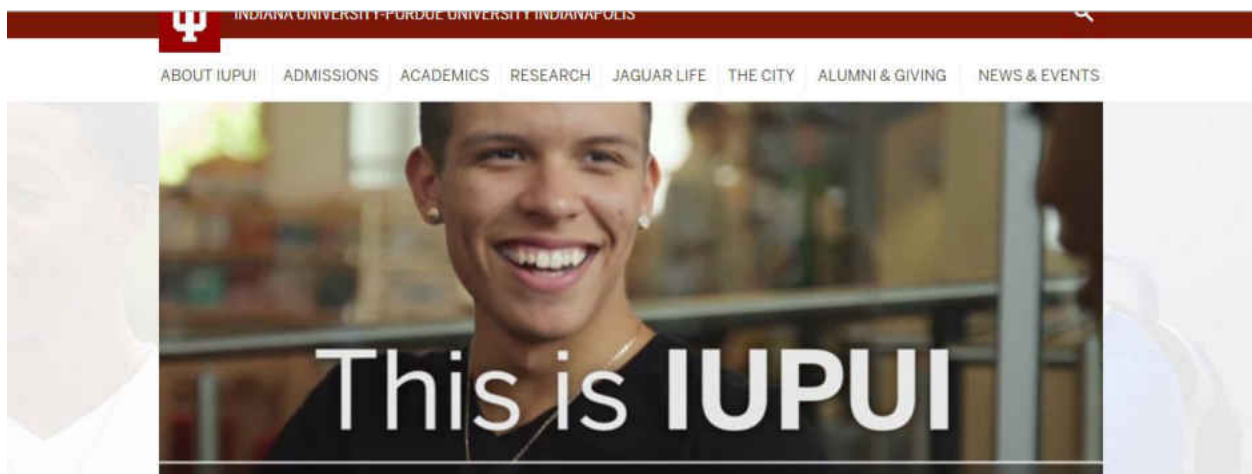 INDIANA UNIVERSITY-PURDUE UNIVERSITY INDIANAPOLIS
ABOUT IUPUI ADMISSIONS ACADEMICS RESEARCH JAGUAR LIFE THE CITY ALUMNI & GIVING NEWS & EVENTS
This is IUPUI